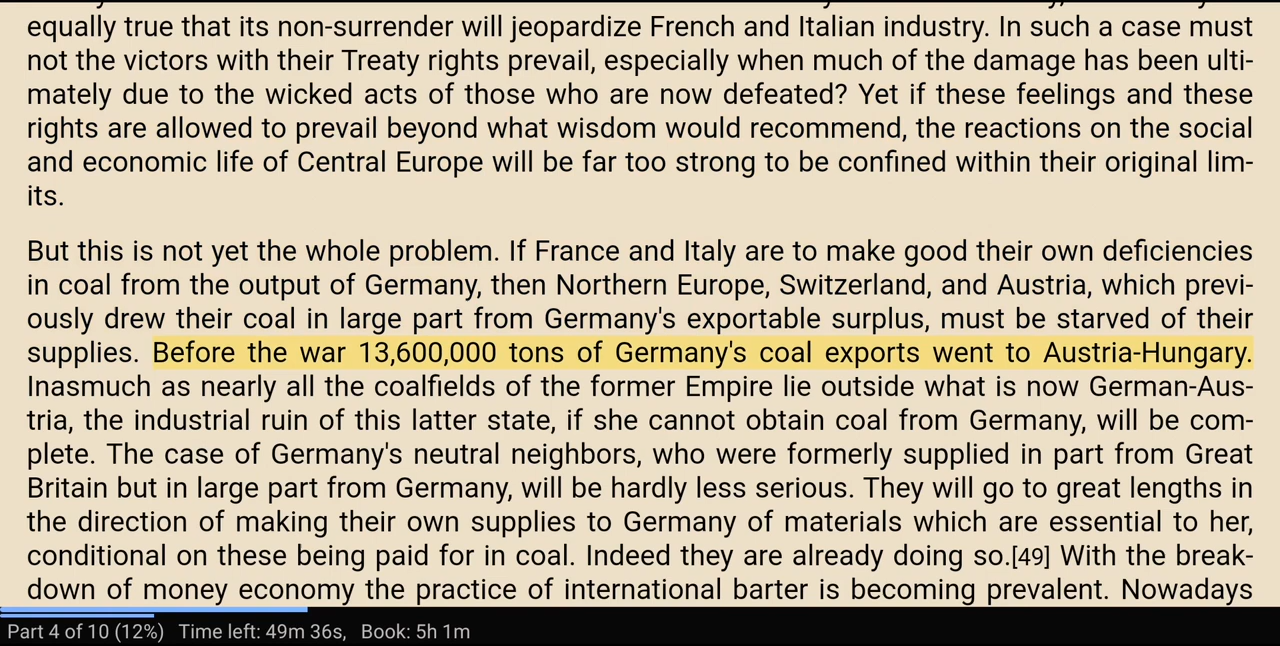 equally true that its non-surrender will jeopardize French and Italian industry. In such a case must
not the victors with their Treaty rights prevail, especially when much of the damage has been ulti-
mately due to the wicked acts of those who are now defeated? Yet if these feelings and these
rights are allowed to prevail beyond what wisdom would recommend, the reactions on the social
and economic life of Central Europe will be far too strong to be confined within their original lim-
its.
But this is not yet the whole problem. If France and Italy are to make good their own deficiencies
in coal from the output of Germany, then Northern Europe, Switzerland, and Austria, which previ-
ously drew their coal in large part from Germany's exportable surplus, must be starved of their
supplies. Before the war 13,600,000 tons of Germany's coal exports went to Austria-Hungary.
Inasmuch as nearly all the coalfields of the former Empire lie outside what is now German-Aus-
tria, the industrial ruin of this latter state, if she cannot obtain coal from Germany, will be com-
plete. The case of Germany's neutral neighbors, who were formerly supplied in part from Great
Britain but in large part from Germany, will be hardly less serious. They will go to great lengths in
the direction of making their own supplies to Germany of materials which are essential to her,
conditional on these being paid for in coal. Indeed they are already doing so.[49] With the break-
down of money economy the practice of international barter is becoming prevalent. Nowadays
Part 4 of 10 (12%) Time left: 49m 36s, Book: 5h 1m